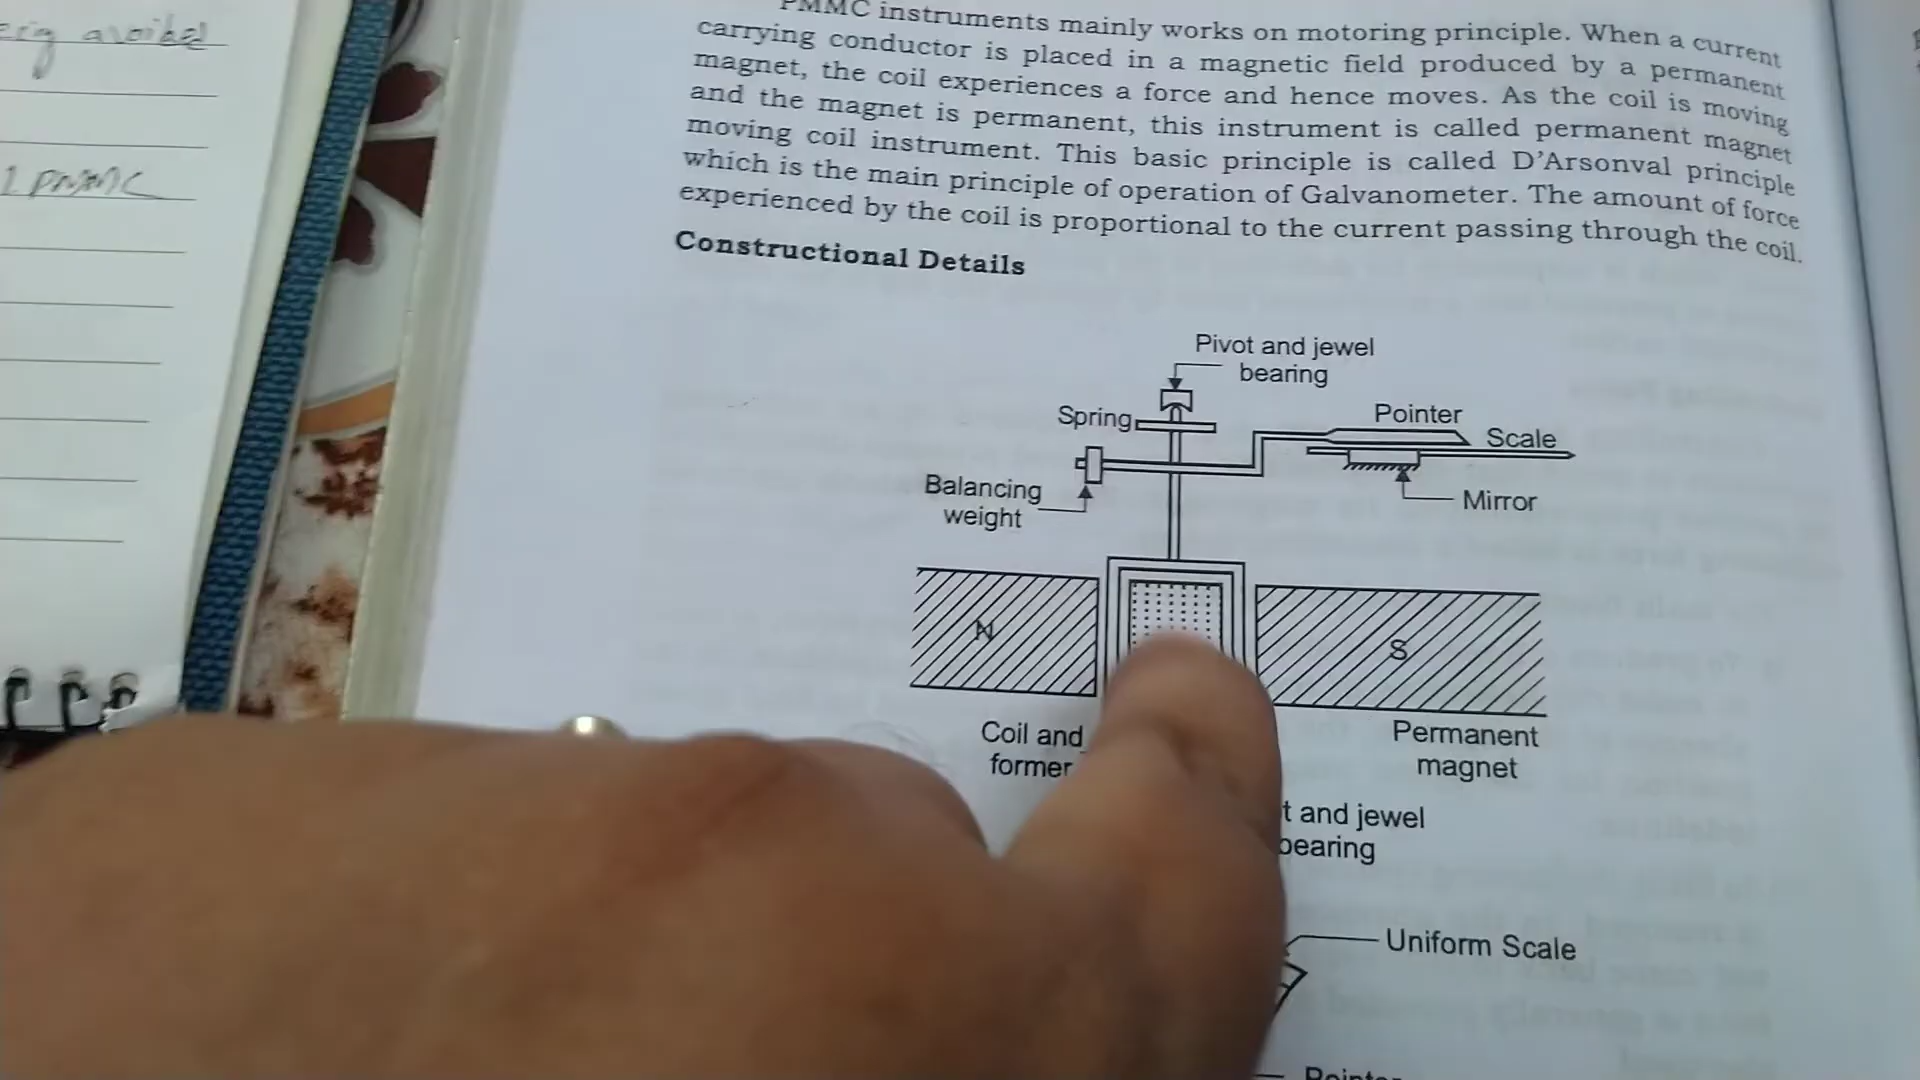 PMMC instruments mainly works on motoring principle. When a current
carrying conductor is placed in a magnetic field produced by a permanent
magnet, the coil experiences a force and hence moves. As the coil is moving
and the magnet is permanent, this instrument is called permanent magnet
moving coil instrument. This basic principle is called D'Arsonval principle
which is the main principle of operation of Galvanometer. The amount of force
experienced by the coil is proportional to the current passing through the coil.
Constructional Details
Pivot and jewel
bearing
Spring
Pointer
Scale
Balancing
weight
Mirror
N
S
Coil and
former
Permanent
magnet
t and jewel
bearing
Uniform Scale
1 PMMC